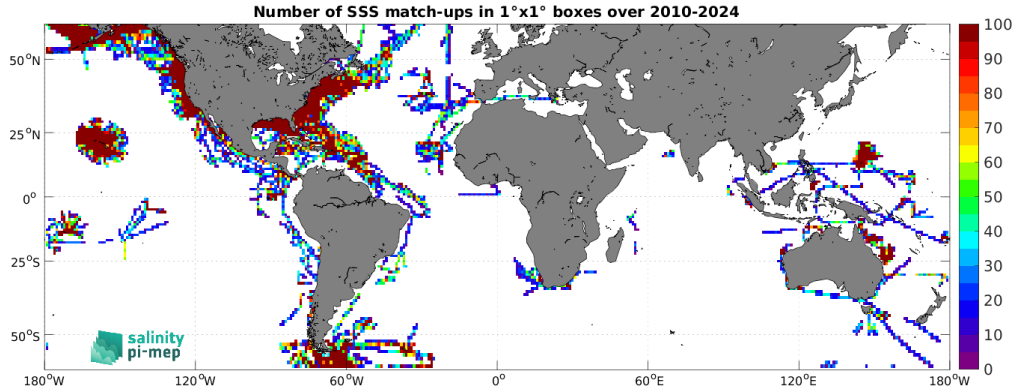 Number of SSS match-ups in 1°x1° boxes over 2010-2024
50°N
25°N
0°
25°S
50°S
180°W
120°W
60°W
0°
60°E
120°E
180°W
100
90
80
70
60
50
40
30
20
10
0
salinity
pi-mep